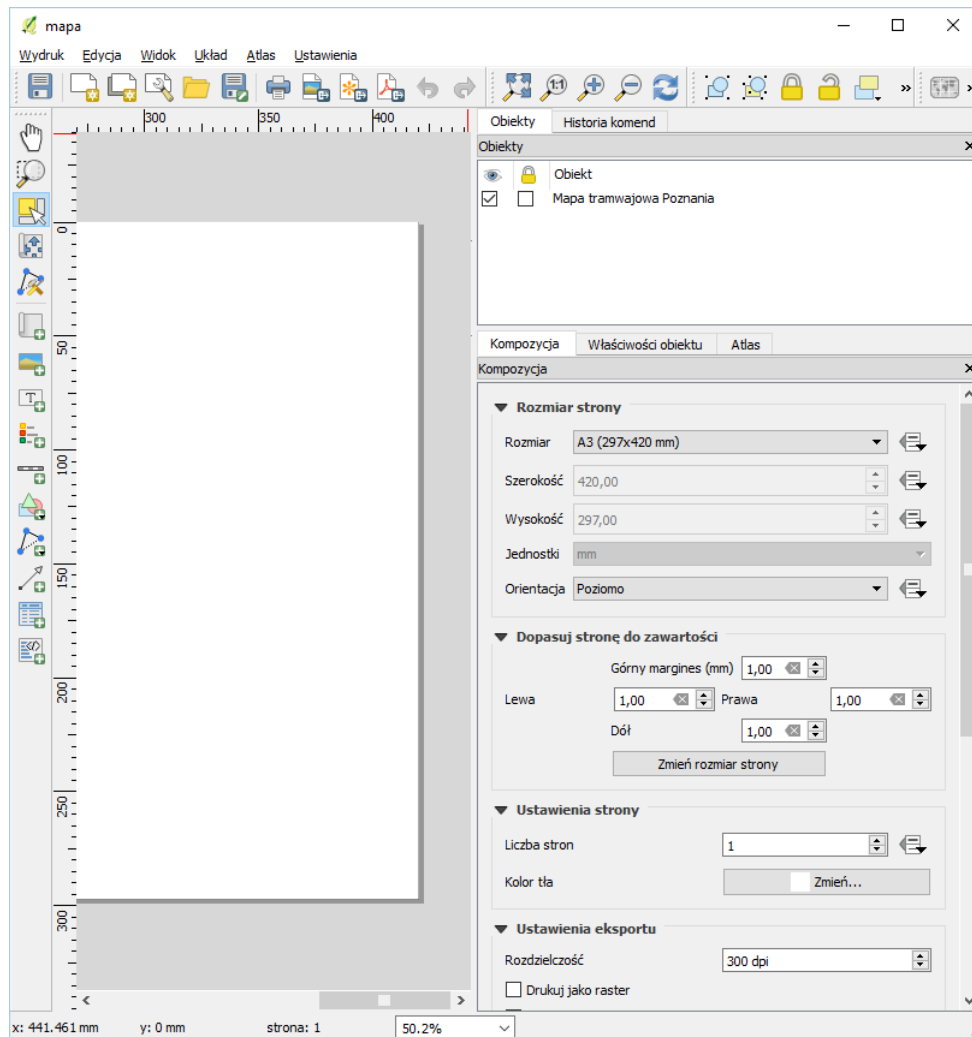 mapa
Wydruk Edycja Widok Układ Atlas Ustawienia
1:1
300 350 400
0
50
100
150
200
250
300
T
Obiekty Historia komend
Obiekty
Obiekt
Mapa tramwajowa Poznania
Kompozycja Właściwości obiektu Atlas
Kompozycja
Rozmiar strony
Rozmiar A3 (297x420 mm)
Szerokość 420,00
Wysokość 297,00
Jednostki mm
Orientacja Poziomo
Dopasuj stronę do zawartości
Górny margines (mm) 1,00
Lewa 1,00 Prawa 1,00
Dół 1,00
Zmień rozmiar strony
Ustawienia strony
Liczba stron 1
Kolor tła Zmień...
Ustawienia eksportu
Rozdzielczość 300 dpi
Drukuj jako raster
x: 441.461 mm y: 0 mm strona: 1 50.2%